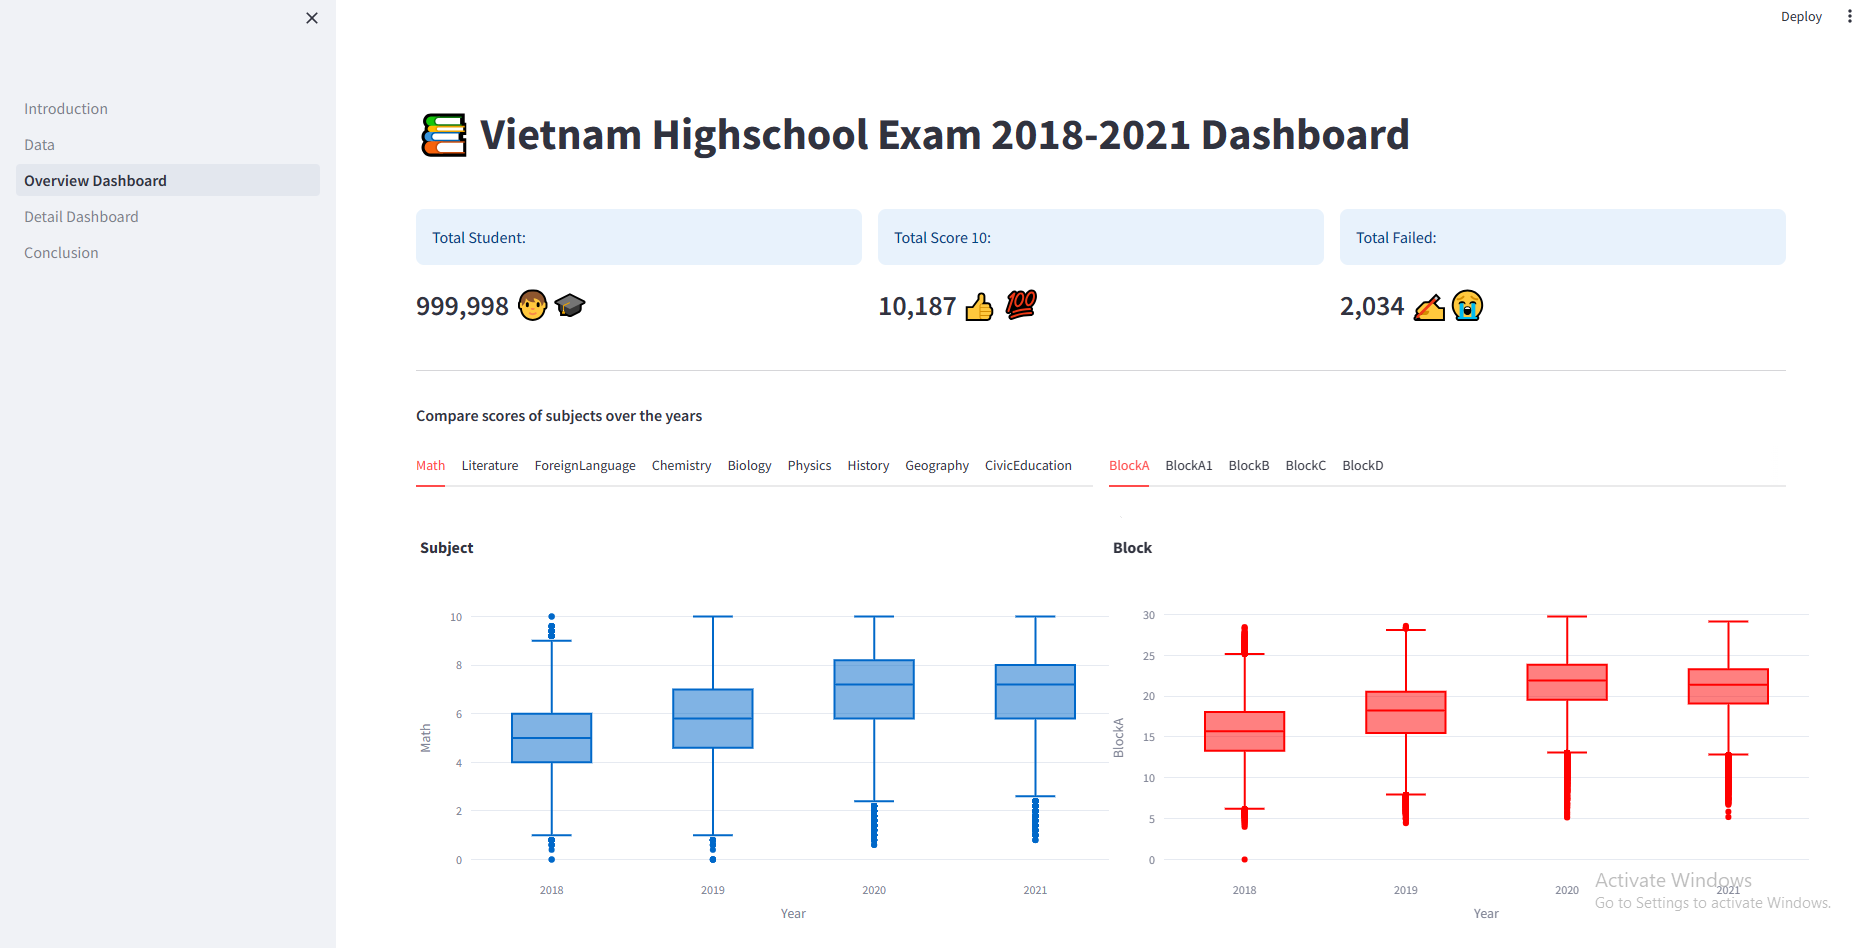 Deploy
Introduction
Data
Overview Dashboard
Detail Dashboard
Conclusion
Vietnam Highschool Exam 2018-2021 Dashboard
Total Student:
Total Score 10:
Total Failed:
999,998
10,187
2,034
Compare scores of subjects over the years
Math Literature ForeignLanguage Chemistry Biology Physics History Geography CivicEducation
BlockA BlockA1 BlockB BlockC BlockD
Subject
10
8
6
4
2
0
Math
2018 2019 2020 2021
Year
Block
30
25
20
15
10
5
0
BlockA
2018 2019 2020 2021
Year
Activate Windows
Go to Settings to activate Windows.